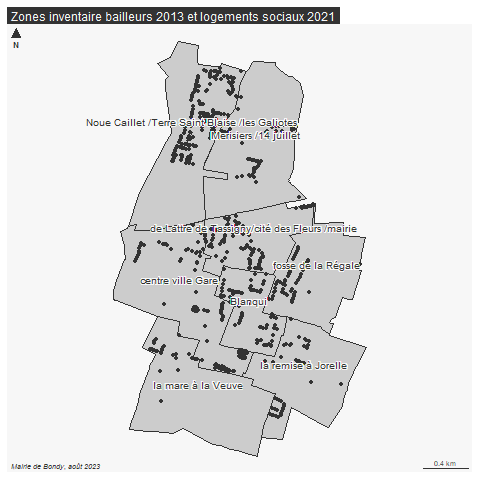 Zones inventaire bailleurs 2013 et logements sociaux 2021
N
Noue Caillet /Terre Saint Blaise /les Galiotes
Merisiers /14 juillet
de Lattre de Tassigny/cité des Fleurs /mairie
fosse de la Régale
centre ville Gare
Blanqui
la remise à Jorelle
la mare à la Veuve
Mairie de Bondy, août 2023
0.4 km